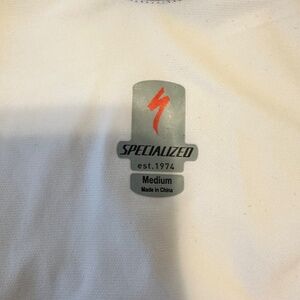 SPECIALIZED
est.1974
Medium
Made in China